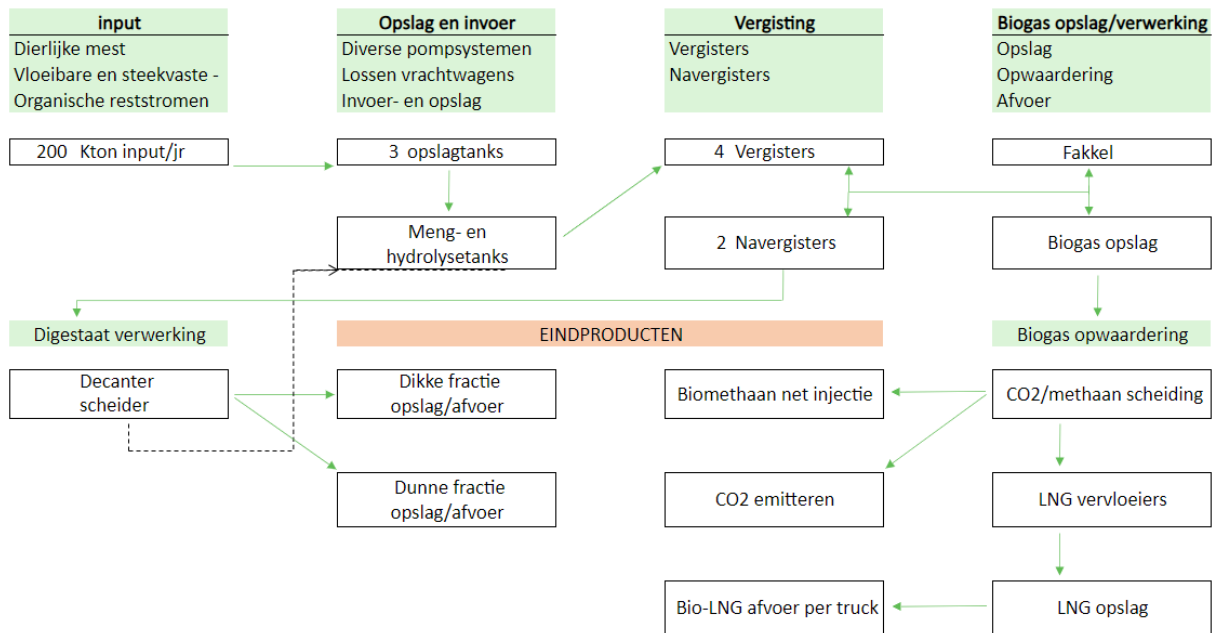 input
Dierlijke mest
Vloeibare en steekvaste -
Organische reststromen
Opslag en invoer
Diverse pompsystemen
Lossen vrachtwagens
Invoer- en opslag
Vergisting
Vergisters
Navergisters
Biogas opslag/verwerking
Opslag
Opwaardering
Afvoer
200 Kton input/jr
3 opslagtanks
4 Vergisters
Fakkel
Meng- en
hydrolysetanks
2 Navergisters
Biogas opslag
Digestaat verwerking
EINDPRODUCTEN
Biogas opwaardering
Decanter
scheider
Dikke fractie
opslag/afvoer
Biomethaan net injectie
CO2/methaan scheiding
Dunne fractie
opslag/afvoer
CO2 emitteren
LNG vervloeiers
Bio-LNG afvoer per truck
LNG opslag